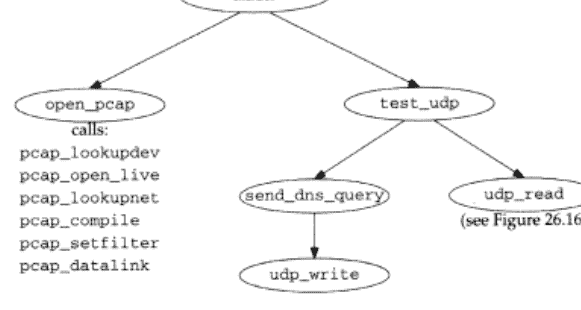 open_pcap
test_udp
calls:
pcap_lookupdev
pcap_open_live
pcap_lookupnet
pcap_compile
pcap_setfilter
pcap_datalink
send_dns_query
udp_read
(see Figure 26.16
udp_write